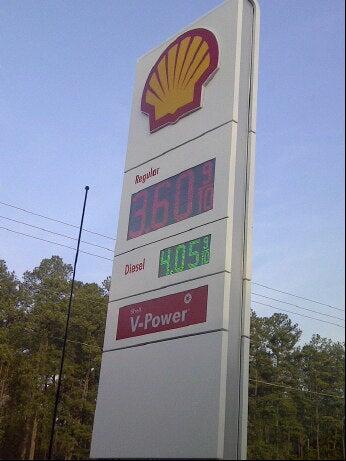 Regular
3.60 9/10
Diesel
4.05 9/10
Shell
V-Power